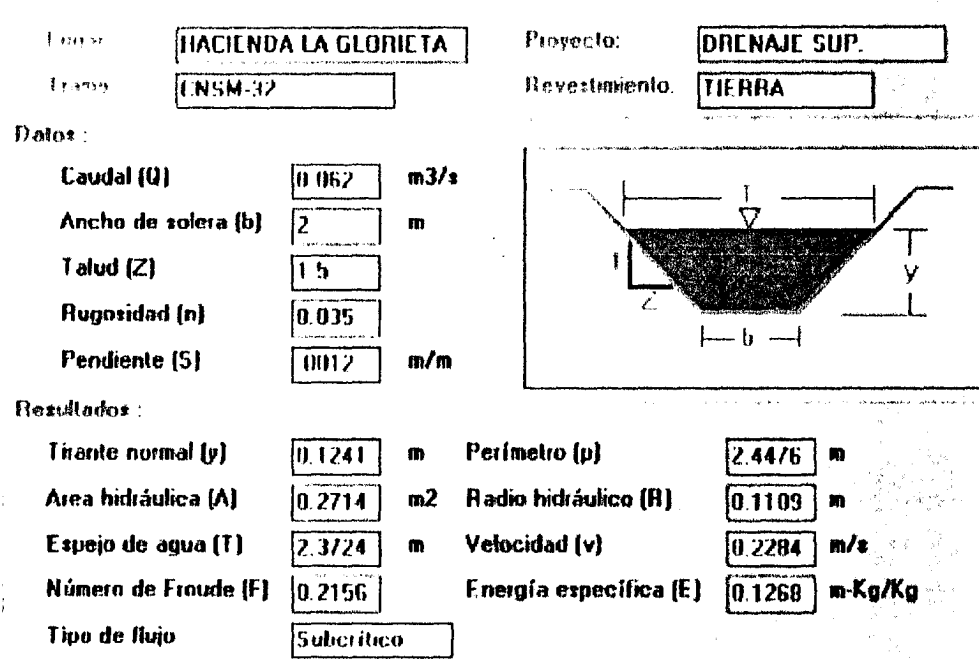 Lugar: HACIENDA LA GLORIETA Proyecto: DRENAJE SUP.
Tramo: CNSM-32 Revestimiento: TIERRA
Datos :
Caudal (Q) 0.062 m3/s
Ancho de solera (b) 2 m
Talud (Z) 1.5
Rugosidad (n) 0.035
Pendiente (S) .0012 m/m
T
1
Z
y
b
Resultados :
Tirante normal (y) 0.1241 m Perímetro (p) 2.4476 m
Area hidráulica (A) 0.2714 m2 Radio hidráulico (R) 0.1109 m
Espejo de agua (T) 2.3724 m Velocidad (v) 0.2284 m/s
Número de Froude (F) 0.2156 Energía específica (E) 0.1268 m-Kg/Kg
Tipo de flujo Subcrítico